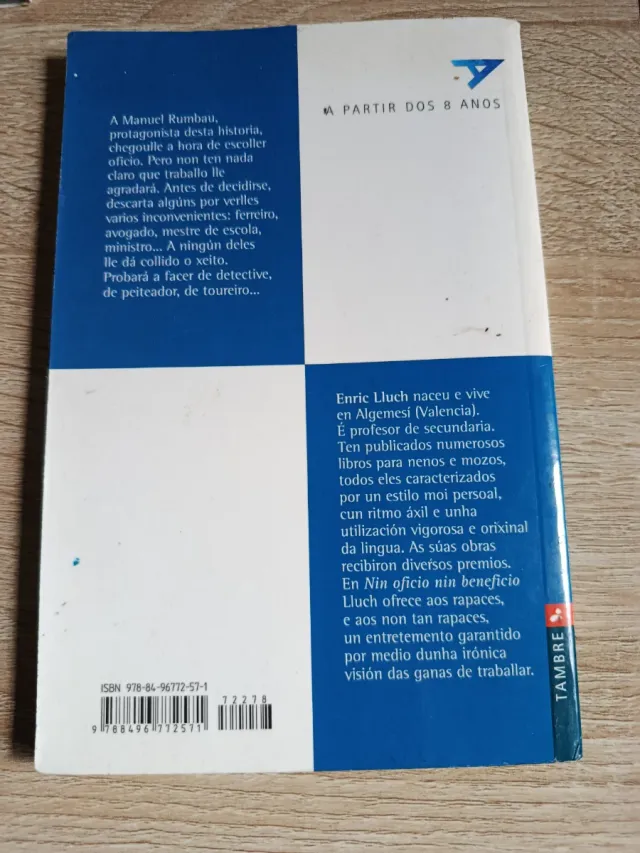 A PARTIR DOS 8 ANOS
A Manuel Rumbau,
protagonista desta historia,
chegoulle a hora de escoller
oficio. Pero non ten nada
claro que traballo lle
agradará. Antes de decidirse,
descarta algúns por verlles
varios inconvenientes: ferreiro,
avogado, mestre de escola,
ministro... A ningún deles
lle dá collido o xeito.
Probará a facer de detective,
de peiteador, de toureiro...
Enric Lluch naceu e vive
en Algemesí (Valencia).
É profesor de secundaria.
Ten publicados numerosos
libros para nenos e mozos,
todos eles caracterizados
por un estilo moi persoal,
cun ritmo áxil e unha
utilización vigorosa e orixinal
da lingua. As súas obras
recibiron diversos premios.
En Nin oficio nin beneficio
Lluch ofrece aos rapaces,
e aos non tan rapaces,
un entretemento garantido
por medio dunha irónica
visión das ganas de traballar.
ISBN 978-84-96772-57-1
72278
9 788496 772571
TAMBRE